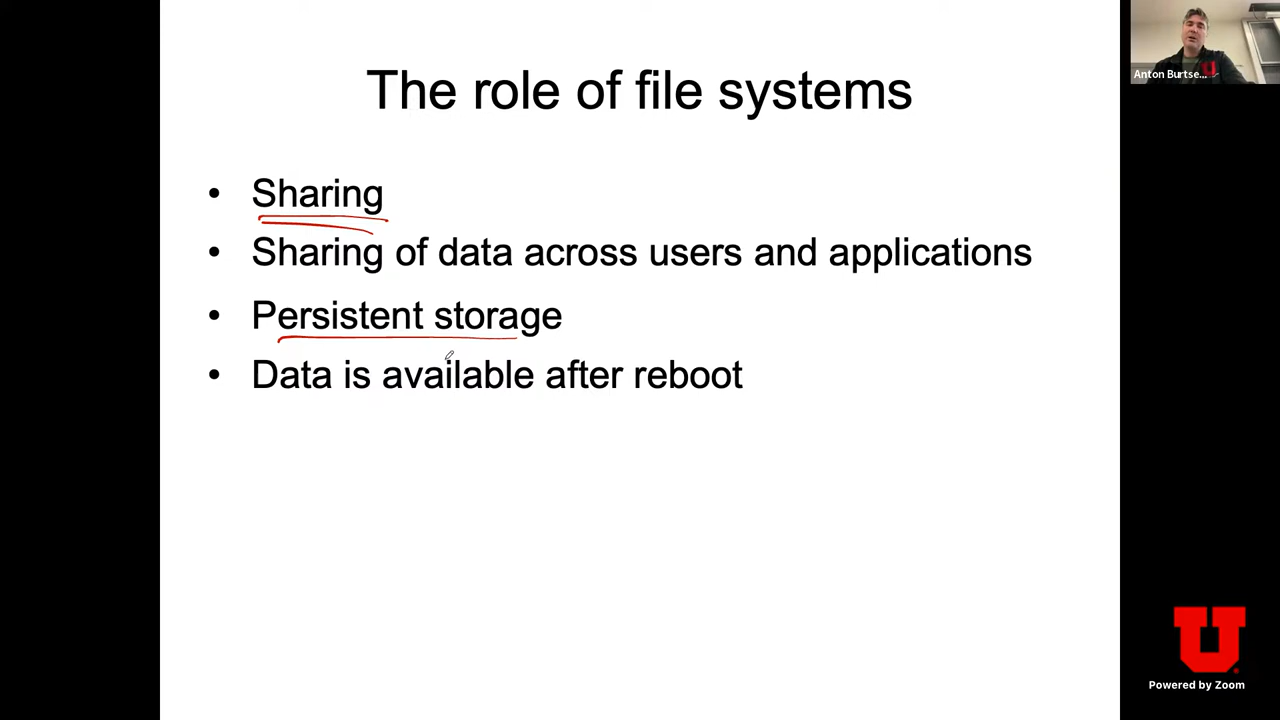 The role of file systems
Anton Burtse...
• Sharing
• Sharing of data across users and applications
• Persistent storage
• Data is available after reboot
U
Powered by Zoom